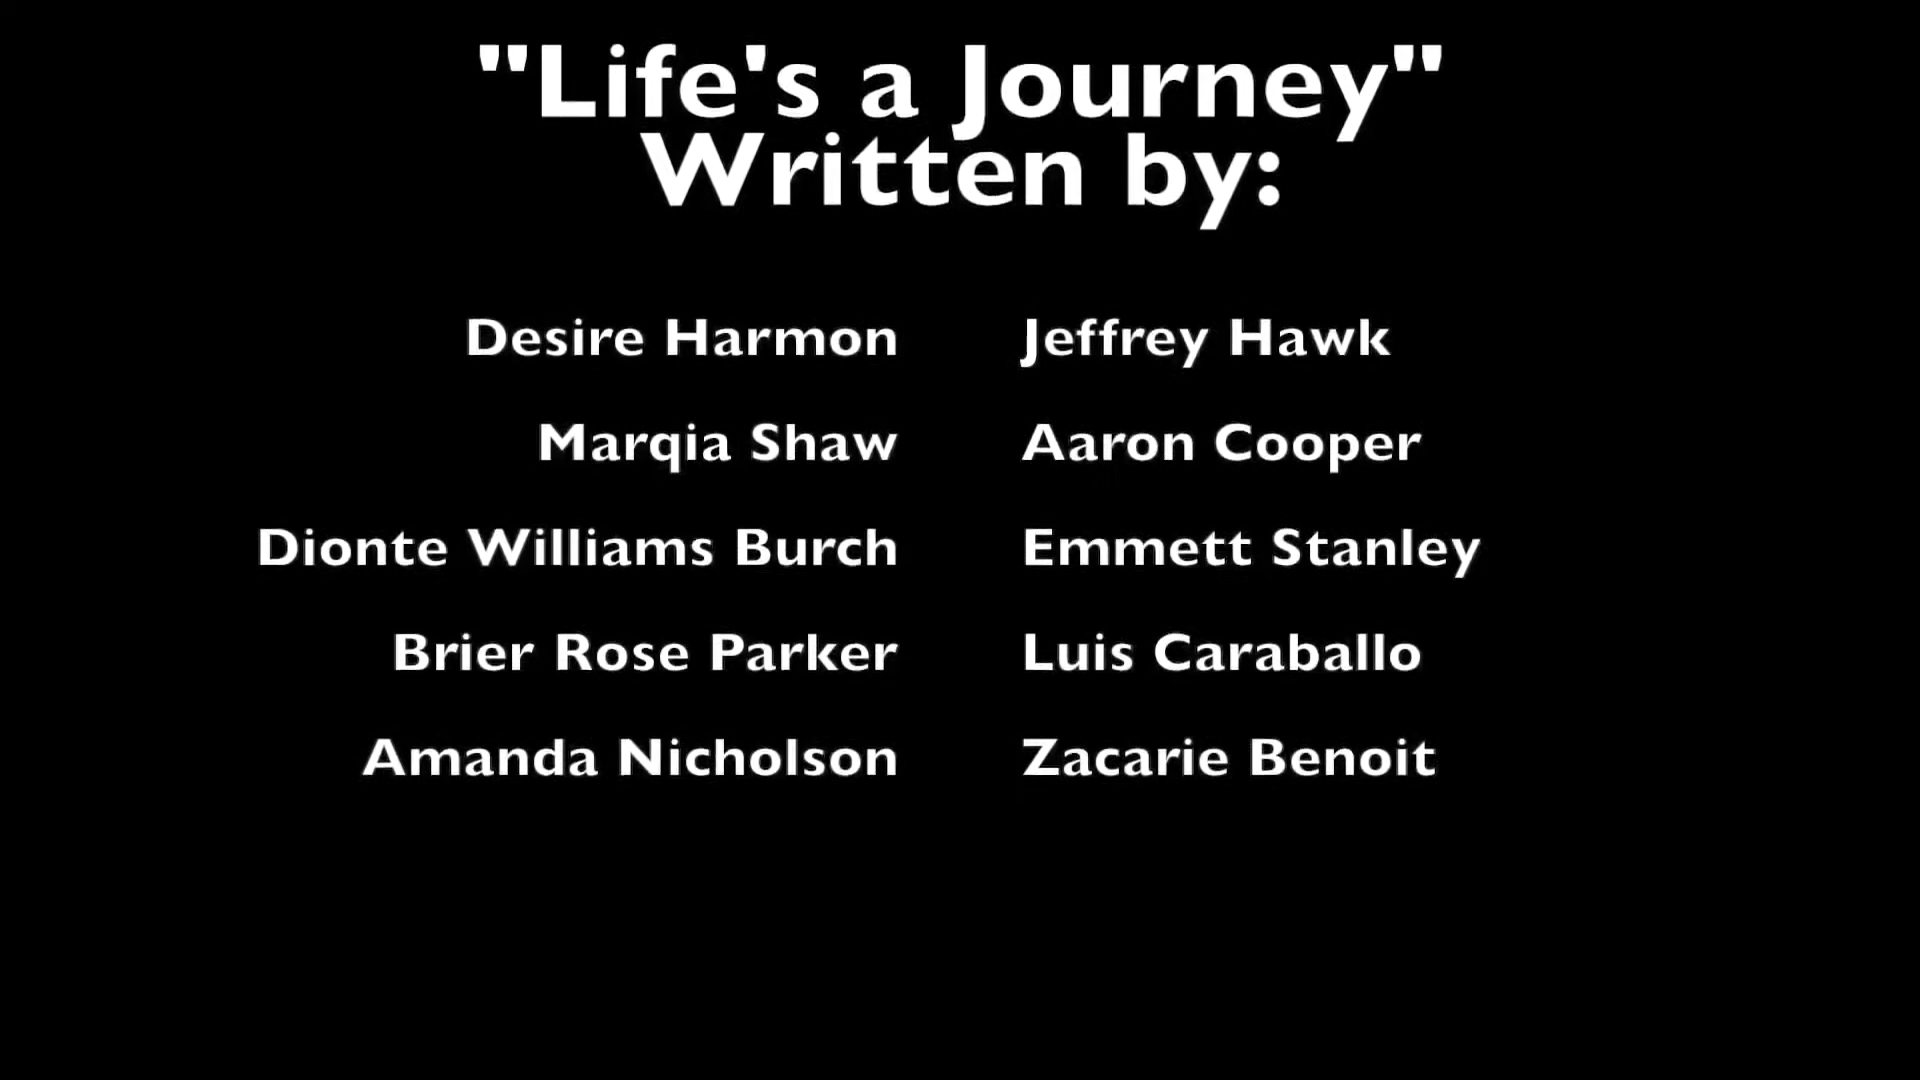 "Life's a Journey"
Written by:
Desire Harmon Jeffrey Hawk
Marqia Shaw Aaron Cooper
Dionte Williams Burch Emmett Stanley
Brier Rose Parker Luis Caraballo
Amanda Nicholson Zacarie Benoit